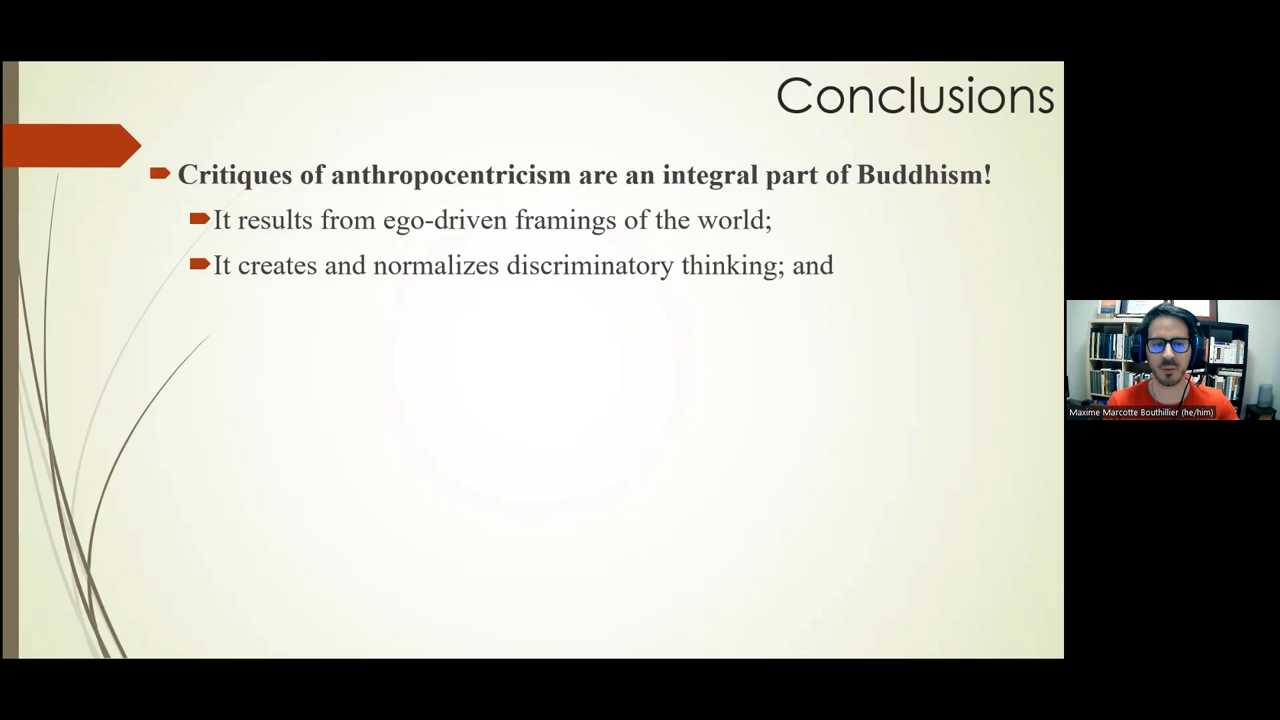 Conclusions
Critiques of anthropocentricism are an integral part of Buddhism!
It results from ego-driven framings of the world;
It creates and normalizes discriminatory thinking; and
Maxime Marcotte Bouthillier (he/him)